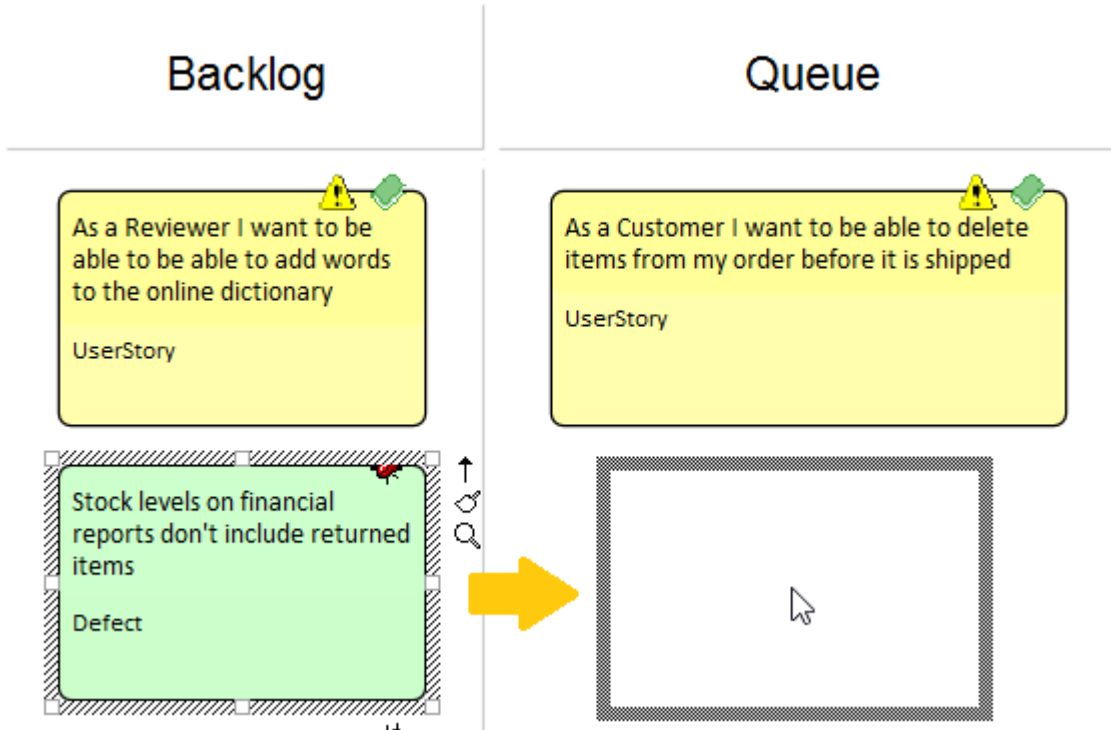 Backlog
Queue
As a Reviewer I want to be
able to be able to add words
to the online dictionary
UserStory
As a Customer I want to be able to delete
items from my order before it is shipped
UserStory
Stock levels on financial
reports don't include returned
items
Defect